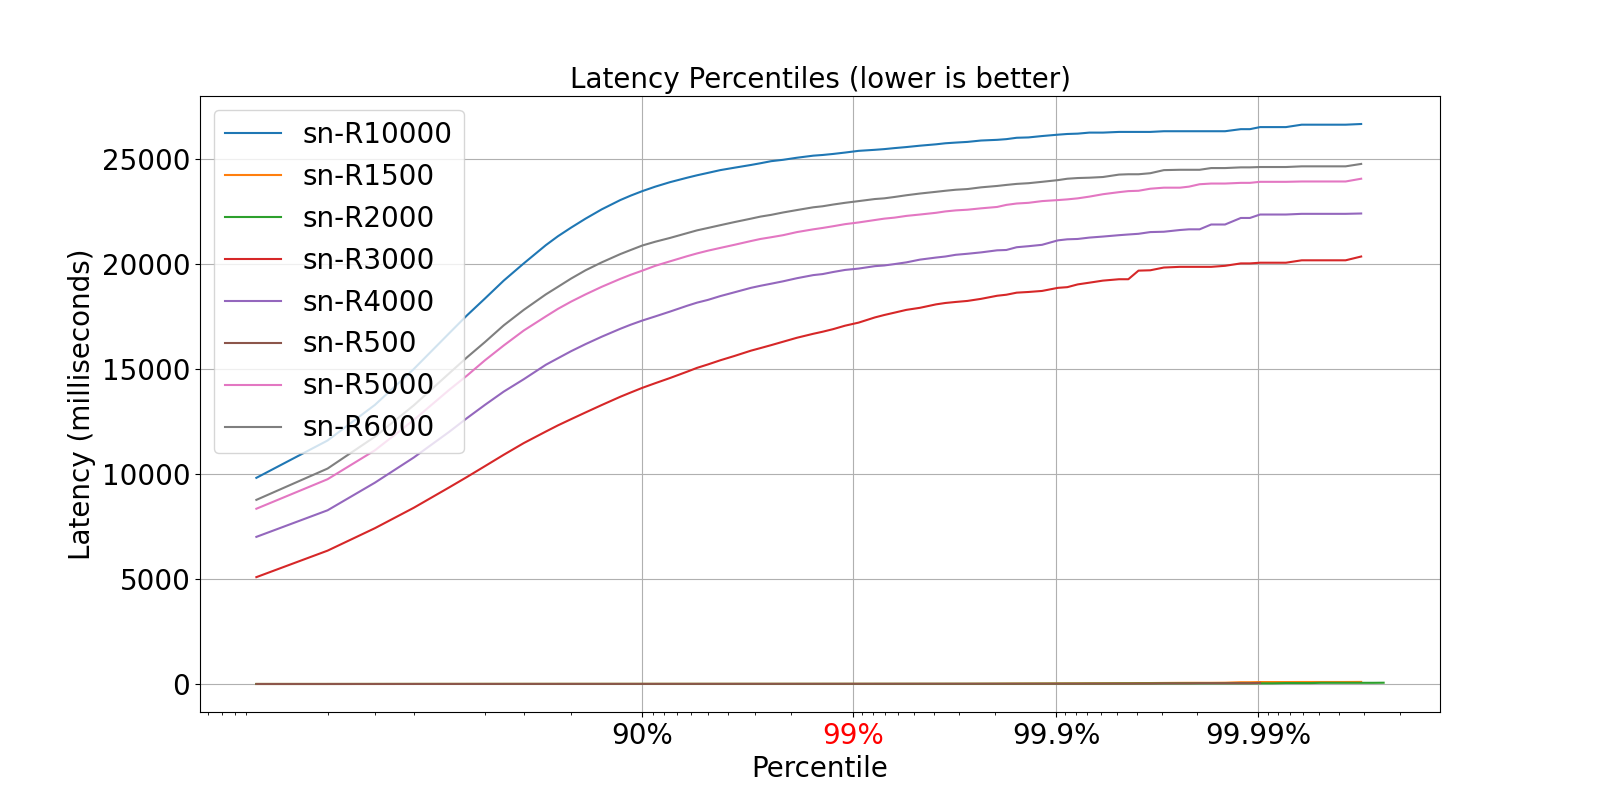 Latency Percentiles (lower is better)
sn-R10000
sn-R1500
sn-R2000
sn-R3000
sn-R4000
sn-R500
sn-R5000
sn-R6000
25000
20000
15000
10000
5000
0
Latency (milliseconds)
90% 99% 99.9% 99.99%
Percentile